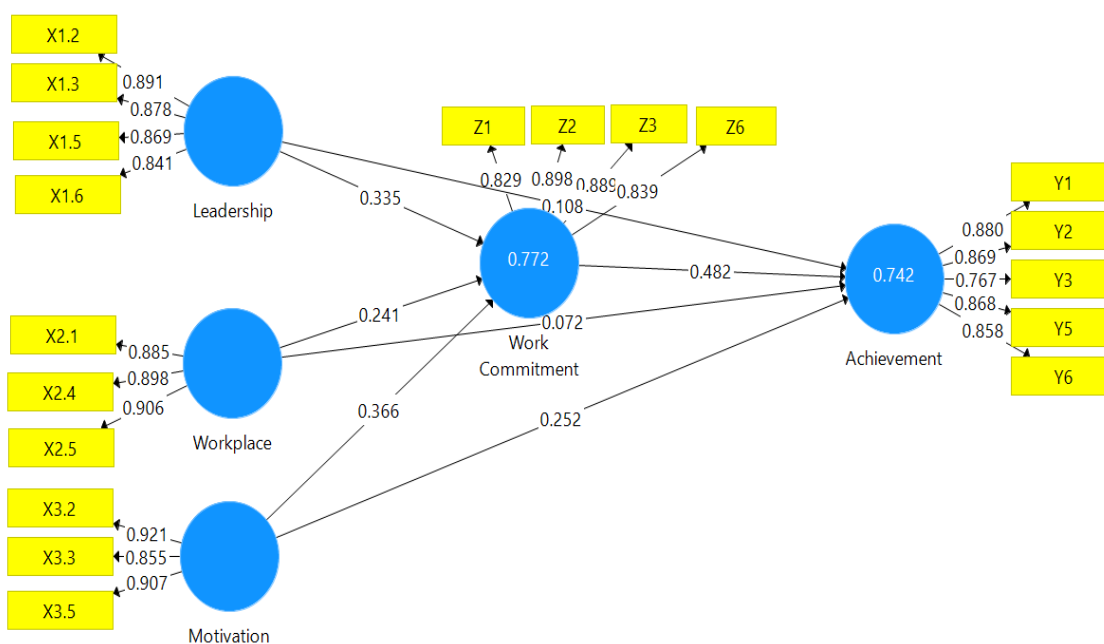 X1.2
0.891
X1.3
0.878
X1.5
0.869
0.841
X1.6
Leadership
Z1
Z2
Z3
Z6
0.829
0.898
0.889
0.839
0.335
0.108
0.772
Work
Commitment
0.482
0.241
0.072
X2.1
0.885
0.898
X2.4
0.906
X2.5
Workplace
0.366
0.252
X3.2
0.921
X3.3
0.855
0.907
X3.5
Motivation
0.742
Achievement
Y1
0.880
Y2
0.869
0.767
Y3
0.868
Y5
0.858
Y6